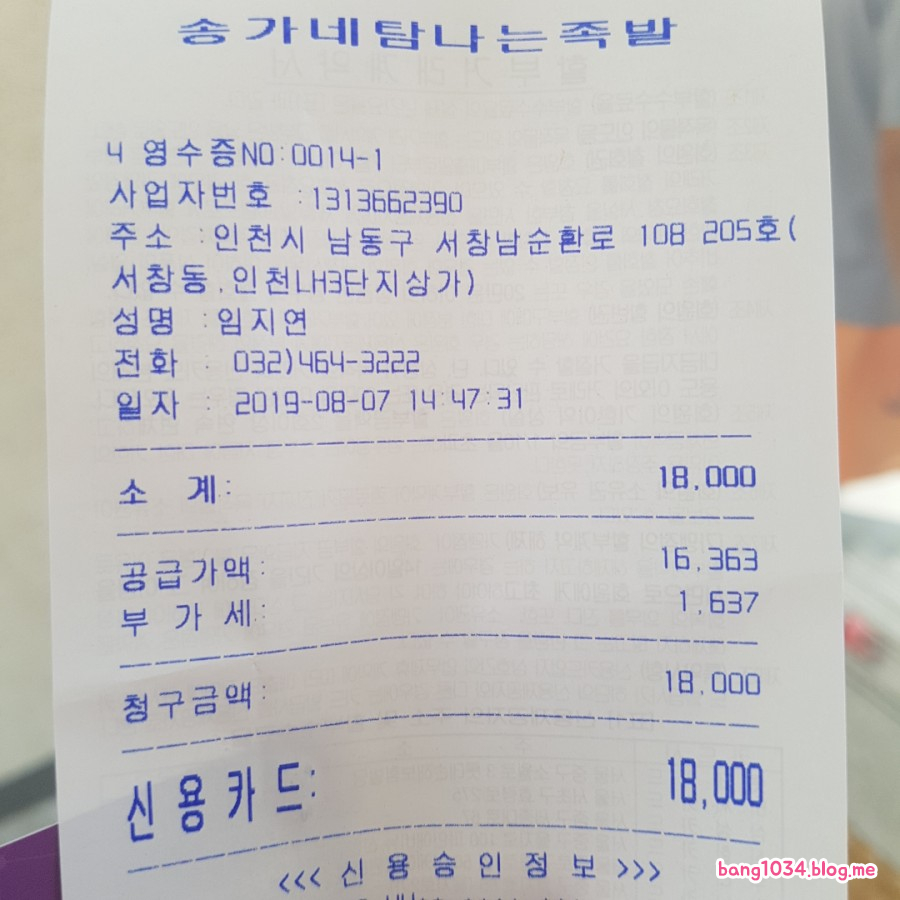 송가네탐나는족발
4 영수증NO:0014-1
사업자번호 :1313662390
주소 :인천시 남동구 서창남순환로 108 205호(
서창동,인천LH3단지상가)
성명 :임지연
전화 : 032)464-3222
일자 : 2019-08-07 14:47:31
소 계: 18,000
공급가액: 16,363
부 가 세: 1,637
청구금액: 18,000
신용카드: 18,000
<<< 신용승인정보 >>>
bang1034.blog.me